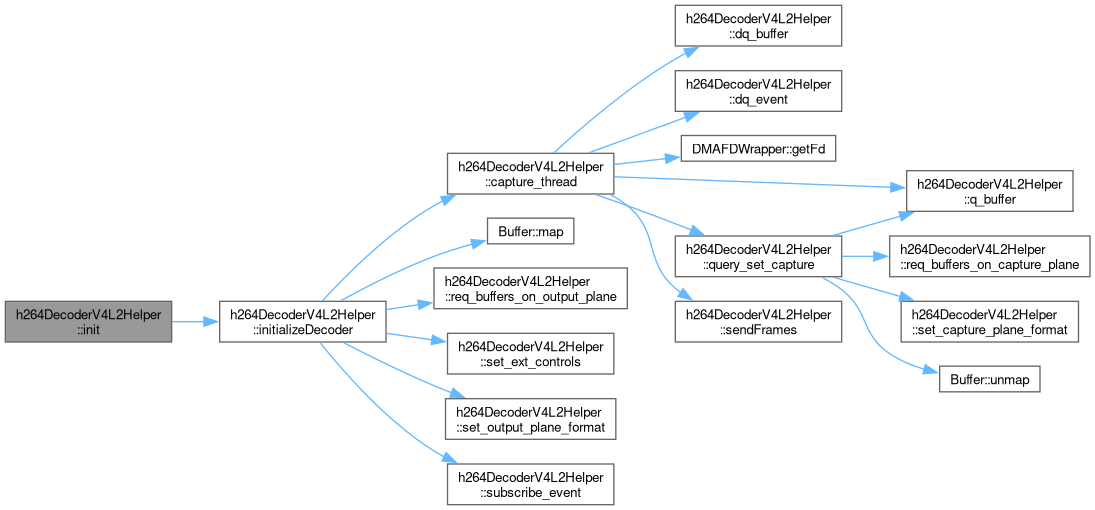 h264DecoderV4L2Helper
::init
h264DecoderV4L2Helper
::initializeDecoder
h264DecoderV4L2Helper
::capture_thread
Buffer::map
h264DecoderV4L2Helper
::req_buffers_on_output_plane
h264DecoderV4L2Helper
::set_ext_controls
h264DecoderV4L2Helper
::set_output_plane_format
h264DecoderV4L2Helper
::subscribe_event
h264DecoderV4L2Helper
::dq_buffer
h264DecoderV4L2Helper
::dq_event
DMAFDWrapper::getFd
h264DecoderV4L2Helper
::query_set_capture
h264DecoderV4L2Helper
::sendFrames
h264DecoderV4L2Helper
::q_buffer
h264DecoderV4L2Helper
::req_buffers_on_capture_plane
h264DecoderV4L2Helper
::set_capture_plane_format
Buffer::unmap